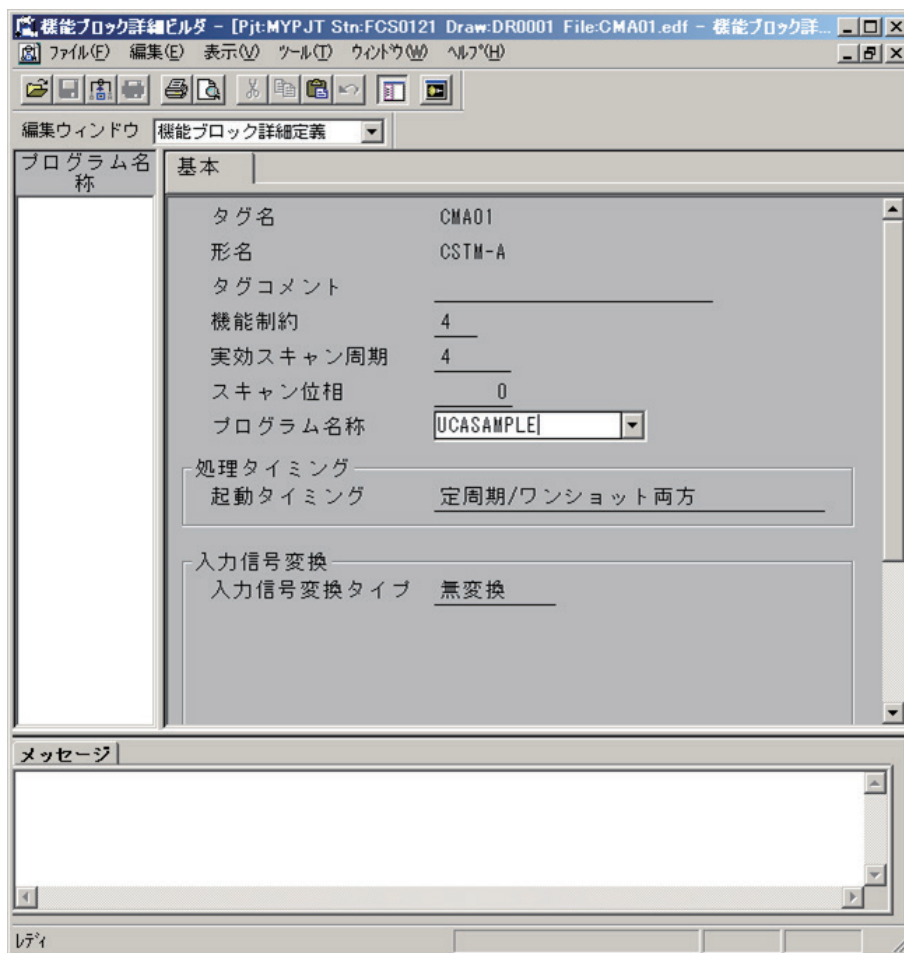 機能ブロック詳細ビルダ - [Pjt:MYPJT Stn:FCS0121 Draw:DR0001 File:CMA01.edf - 機能ブロック詳...
ファイル(F) 編集(E) 表示(V) ツール(T) ウィンドウ(W) ヘルプ(H)
編集ウィンドウ 機能ブロック詳細定義
プログラム名称
基本
タグ名 CMA01
形名 CSTM-A
タグコメント
機能制約 4
実効スキャン周期 4
スキャン位相 0
プログラム名称 UCASAMPLE
処理タイミング
起動タイミング 定周期/ワンショット両方
入力信号変換
入力信号変換タイプ 無変換
メッセージ
レディ